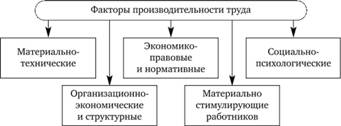 Факторы производительности труда
Материально-
технические
Экономико-
правовые
и нормативные
Социально-
психологические
Организационно-
экономические
и структурные
Материально
стимулирующие
работников